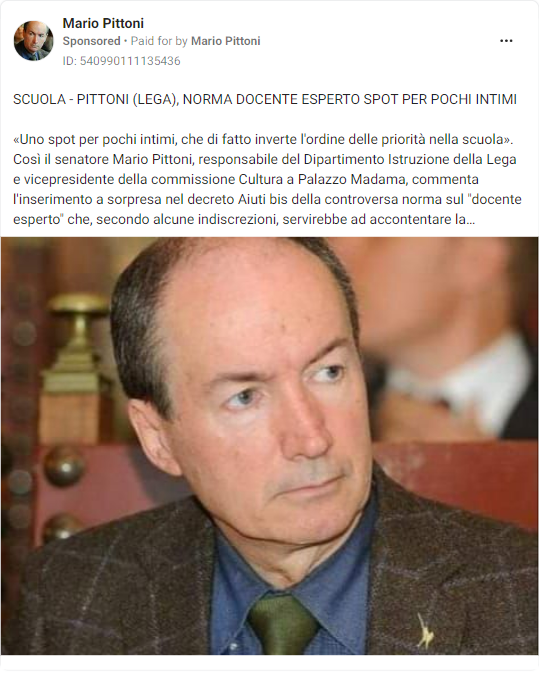 Mario Pittoni
Sponsored • Paid for by Mario Pittoni
ID: 540990111135436
SCUOLA - PITTONI (LEGA), NORMA DOCENTE ESPERTO SPOT PER POCHI INTIMI
«Uno spot per pochi intimi, che di fatto inverte l'ordine delle priorità nella scuola».
Così il senatore Mario Pittoni, responsabile del Dipartimento Istruzione della Lega
e vicepresidente della commissione Cultura a Palazzo Madama, commenta
l'inserimento a sorpresa nel decreto Aiuti bis della controversa norma sul "docente
esperto" che, secondo alcune indiscrezioni, servirebbe ad accontentare la...